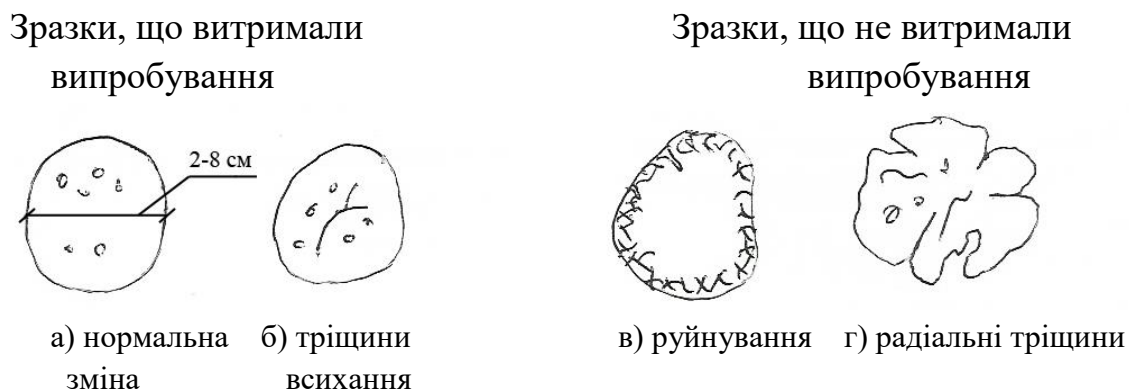 Зразки, що витримали
випробування
Зразки, що не витримали
випробування
2-8 см
а) нормальна
зміна
б) тріщини
всихання
в) руйнування
г) радіальні тріщини